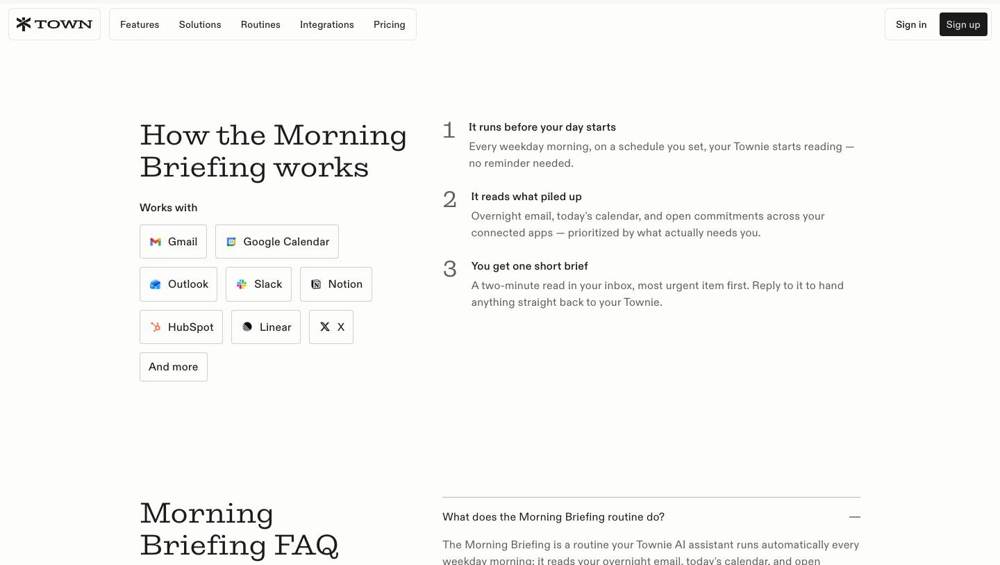 TOWN
Features
Solutions
Routines
Integrations
Pricing
Sign in
Sign up
How the Morning
Briefing works
Works with
Gmail
Google Calendar
Outlook
Slack
Notion
HubSpot
Linear
X
And more
1
It runs before your day starts
Every weekday morning, on a schedule you set, your Townie starts reading —
no reminder needed.
2
It reads what piled up
Overnight email, today's calendar, and open commitments across your
connected apps — prioritized by what actually needs you.
3
You get one short brief
A two-minute read in your inbox, most urgent item first. Reply to it to hand
anything straight back to your Townie.
Morning
Briefing FAQ
What does the Morning Briefing routine do?
The Morning Briefing is a routine your Townie AI assistant runs automatically every
weekday morning: it reads your overnight email, today's calendar, and open